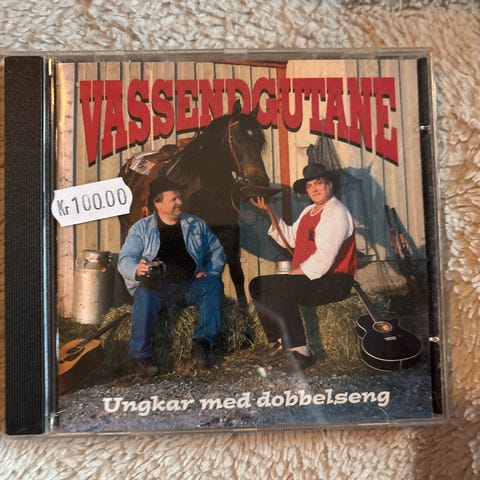 VASSENDGUTANE
Kr 100.00
Ungkar med dobbelseng